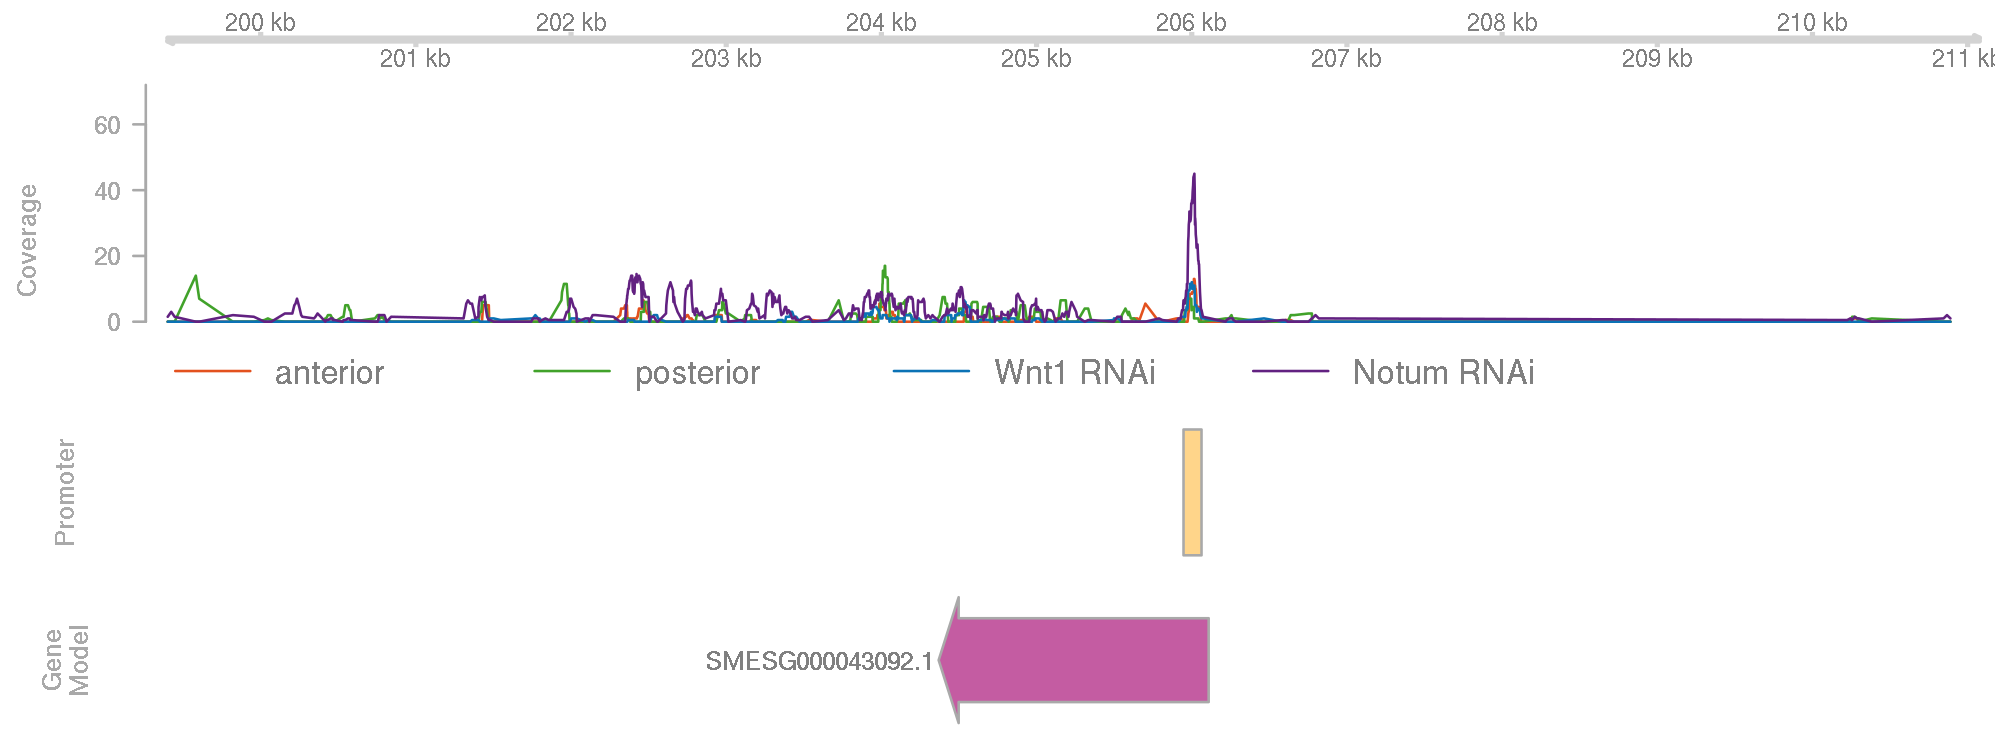 200 kb 202 kb 204 kb 206 kb 208 kb 210 kb
201 kb 203 kb 205 kb 207 kb 209 kb 211 kb
Coverage
60
40
20
0
anterior posterior Wnt1 RNAi Notum RNAi
Promoter
Gene
Model
SMESG000043092.1